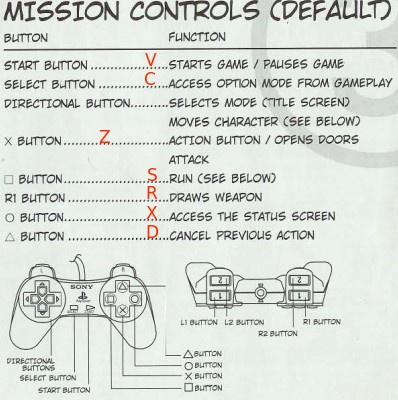 MISSION CONTROLS (DEFAULT)
BUTTON FUNCTION
START BUTTON ..................V..STARTS GAME / PAUSES GAME
SELECT BUTTON ................C..ACCESS OPTION MODE FROM GAMEPLAY
DIRECTIONAL BUTTON.........SELECTS MODE (TITLE SCREEN)
MOVES CHARACTER (SEE BELOW)
X BUTTON.........Z...............ACTION BUTTON / OPENS DOORS
ATTACK
□ BUTTON.....................S..RUN (SEE BELOW)
R1 BUTTON....................R..DRAWS WEAPON
○ BUTTON.....................X..ACCESS THE STATUS SCREEN
△ BUTTON .....................D..CANCEL PREVIOUS ACTION
L R
SONY
2 2
1 1
L1 BUTTON L2 BUTTON R1 BUTTON
R2 BUTTON
DIRECTIONAL BUTTONS
SELECT BUTTON
START BUTTON
△ BUTTON
○ BUTTON
X BUTTON
□ BUTTON